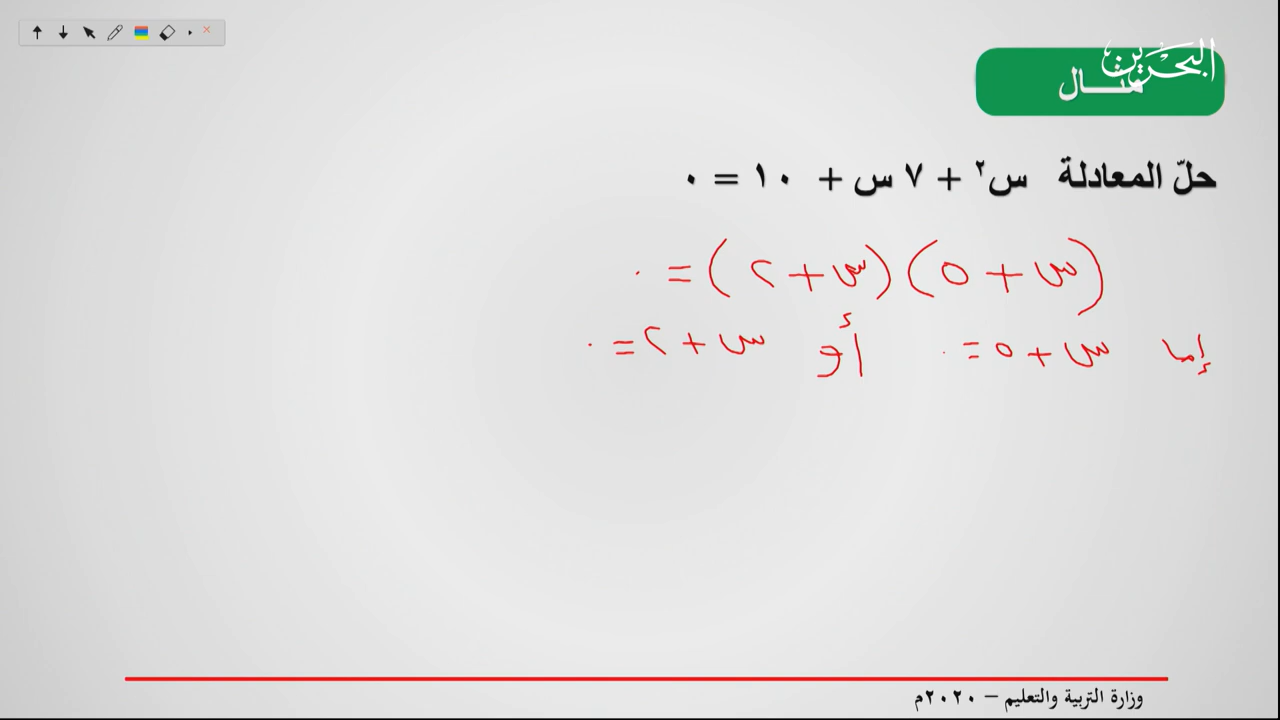 البحرين
مثال
حلّ المعادلة س٢ + ٧ س + ١٠ = ٠
(س + ٥) (س + ٢) = ٠
إما س + ٥ = ٠ أو س + ٢ = ٠
وزارة التربية والتعليم – ٢٠٢٠م